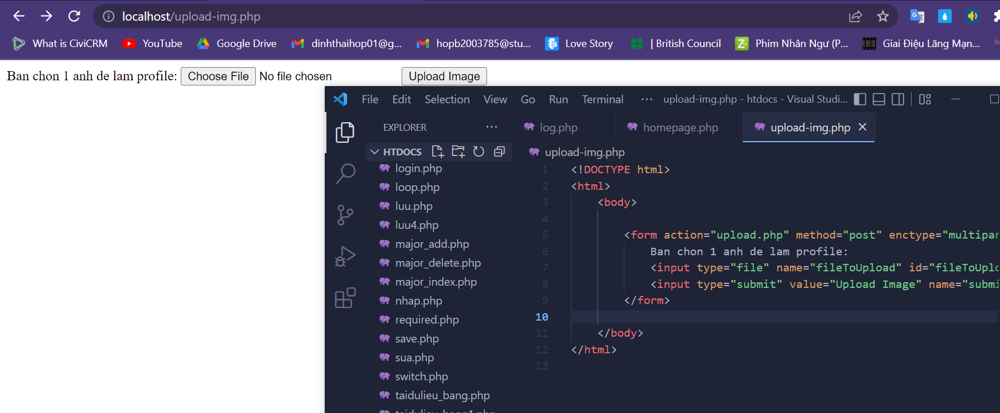 localhost/upload-img.php
What is CiviCRM YouTube Google Drive dinhthaihop01@g... hopb2003785@stu... Love Story | British Council Phim Nhân Ngư (P... Giai Điệu Lãng Mạn...
Ban chon 1 anh de lam profile: Choose File No file chosen Upload Image
File Edit Selection View Go Run Terminal ··· upload-img.php - htdocs - Visual Studi...
EXPLORER ··· log.php homepage.php upload-img.php
HTDOCS
upload-img.php
login.php
loop.php
luu.php
luu4.php
major_add.php
major_delete.php
major_index.php
nhap.php
required.php
save.php
sua.php
switch.php
taidulieu_bang.php
taidulieu_bang1.php
1 <!DOCTYPE html>
2 <html>
3 <body>
4
5 <form action="upload.php" method="post" enctype="multipar
6 Ban chon 1 anh de lam profile:
7 <input type="file" name="fileToUpload" id="fileToUplo
8 <input type="submit" value="Upload Image" name="submi
9 </form>
10
11 </body>
12 </html>
13